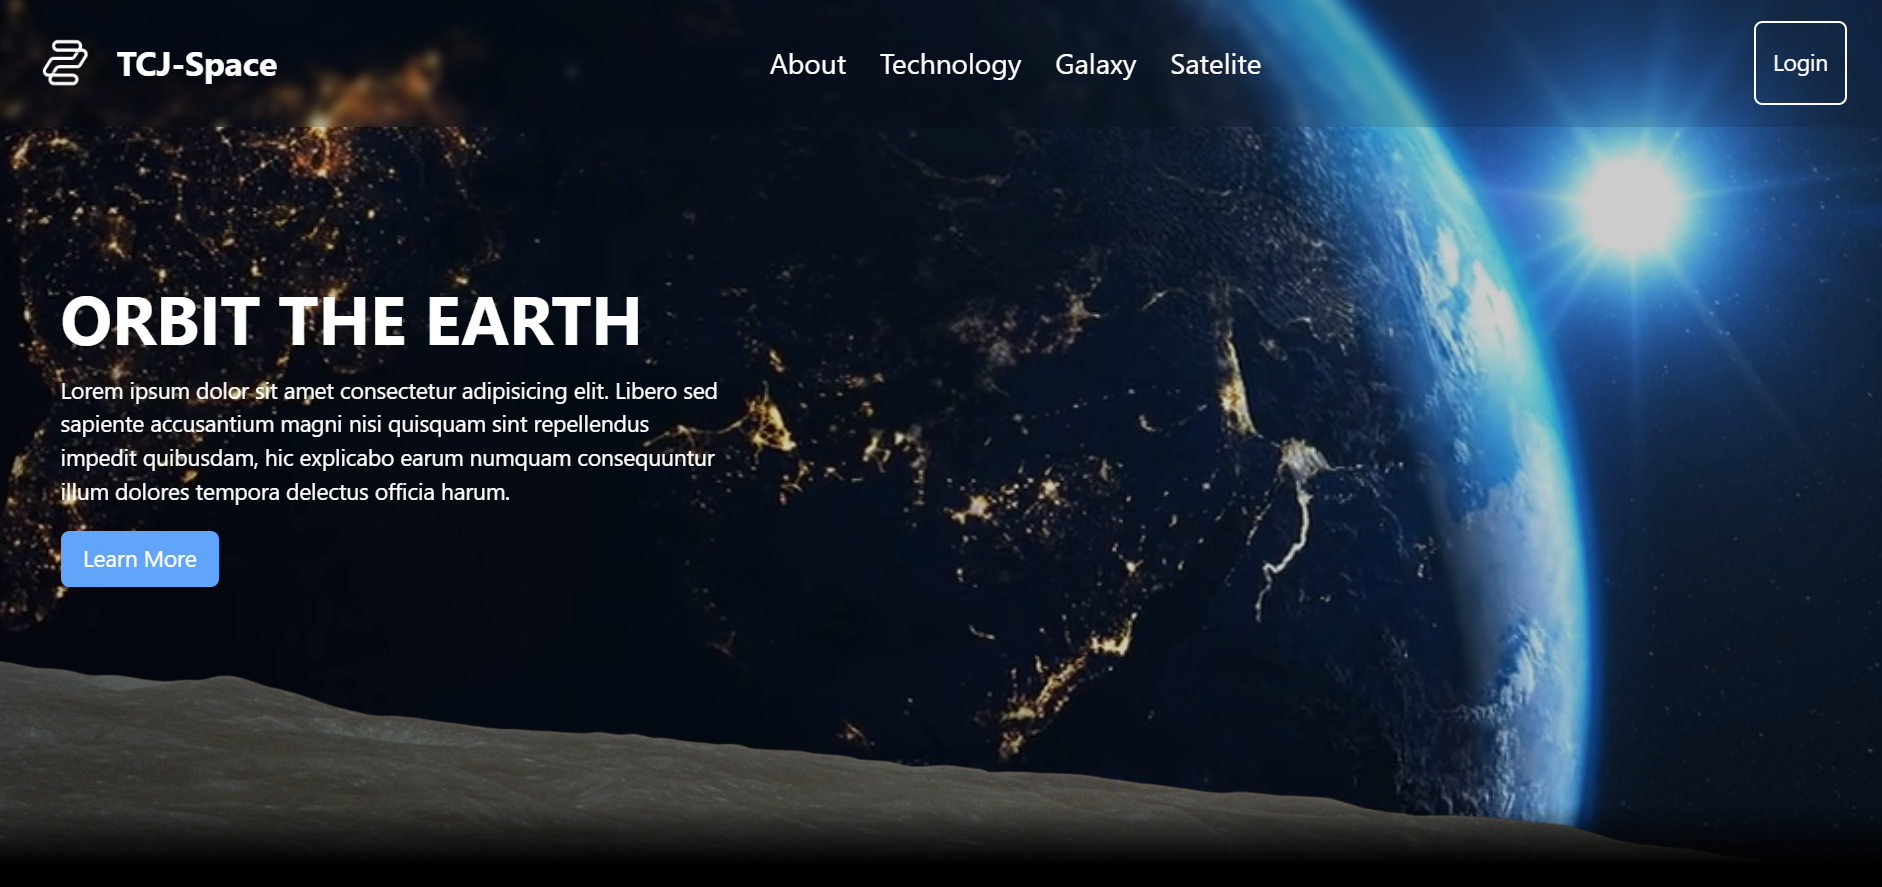 TCJ-Space
About Technology Galaxy Satelite
Login
ORBIT THE EARTH
Lorem ipsum dolor sit amet consectetur adipisicing elit. Libero sed
sapiente accusantium magni nisi quisquam sint repellendus
impedit quibusdam, hic explicabo earum numquam consequuntur
illum dolores tempora delectus officia harum.
Learn More